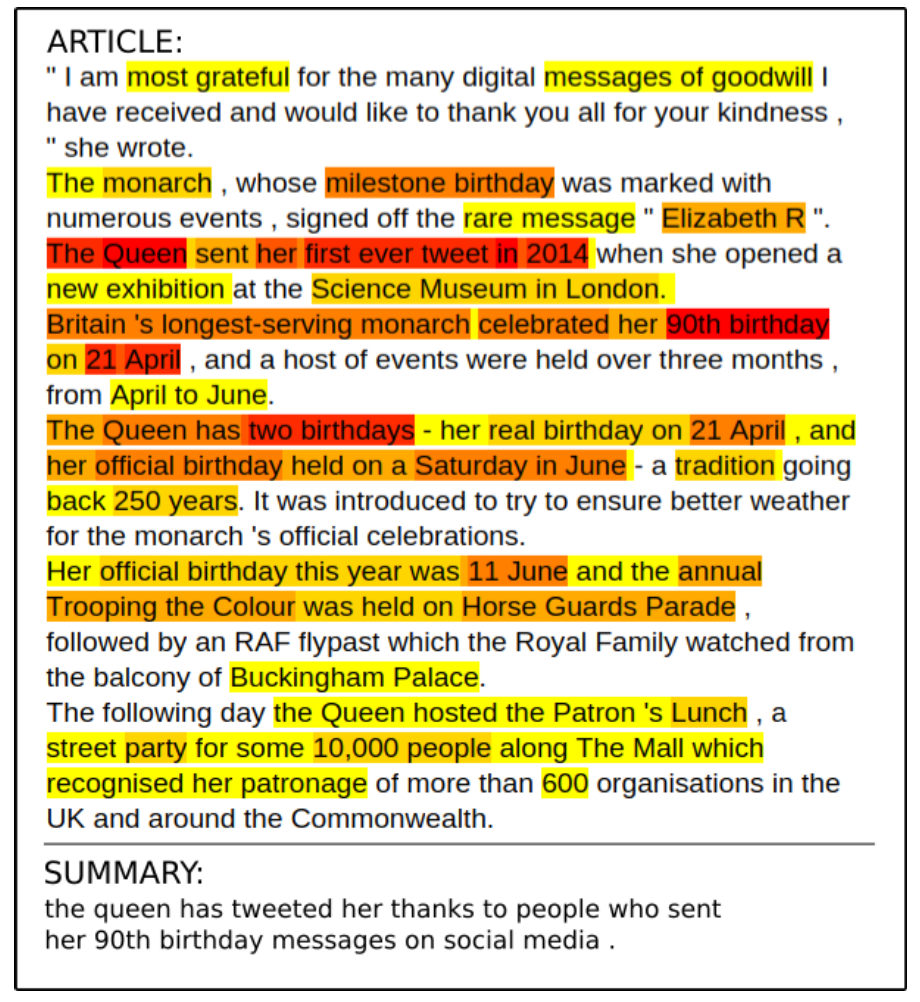 ARTICLE:
" I am most grateful for the many digital messages of goodwill I
have received and would like to thank you all for your kindness ,
" she wrote.
The monarch , whose milestone birthday was marked with
numerous events , signed off the rare message " Elizabeth R ".
The Queen sent her first ever tweet in 2014 when she opened a
new exhibition at the Science Museum in London.
Britain 's longest-serving monarch celebrated her 90th birthday
on 21 April , and a host of events were held over three months ,
from April to June.
The Queen has two birthdays - her real birthday on 21 April , and
her official birthday held on a Saturday in June - a tradition going
back 250 years. It was introduced to try to ensure better weather
for the monarch 's official celebrations.
Her official birthday this year was 11 June and the annual
Trooping the Colour was held on Horse Guards Parade ,
followed by an RAF flypast which the Royal Family watched from
the balcony of Buckingham Palace.
The following day the Queen hosted the Patron 's Lunch , a
street party for some 10,000 people along The Mall which
recognised her patronage of more than 600 organisations in the
UK and around the Commonwealth.
SUMMARY:
the queen has tweeted her thanks to people who sent
her 90th birthday messages on social media .